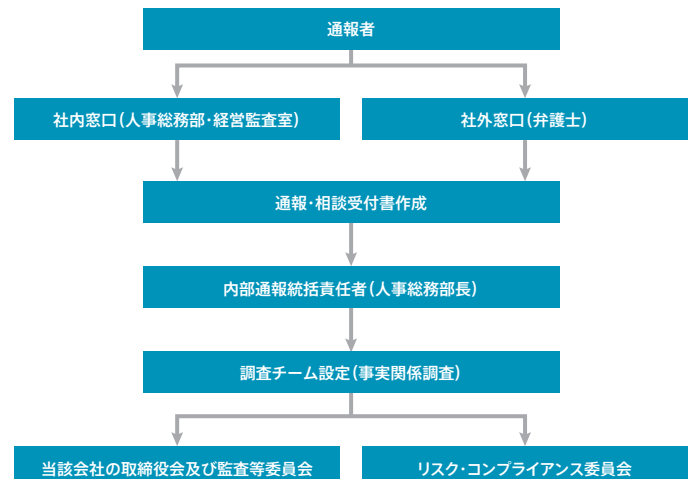 通報者
社内窓口(人事総務部・経営監査室)
社外窓口(弁護士)
通報・相談受付書作成
内部通報統括責任者(人事総務部長)
調査チーム設定(事実関係調査)
当該会社の取締役会及び監査等委員会
リスク・コンプライアンス委員会